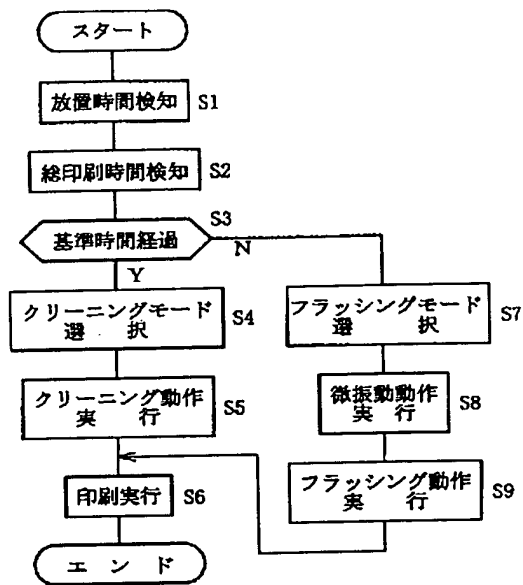 スタート
放置時間検知 S1
総印刷時間検知 S2
S3
基準時間経過
N
Y
クリーニングモード
選 択
S4
フラッシングモード
選 択
S7
クリーニング動作
実 行
S5
微振動動作
実 行
S8
印刷実行 S6
フラッシング動作
実 行
S9
エ ン ド